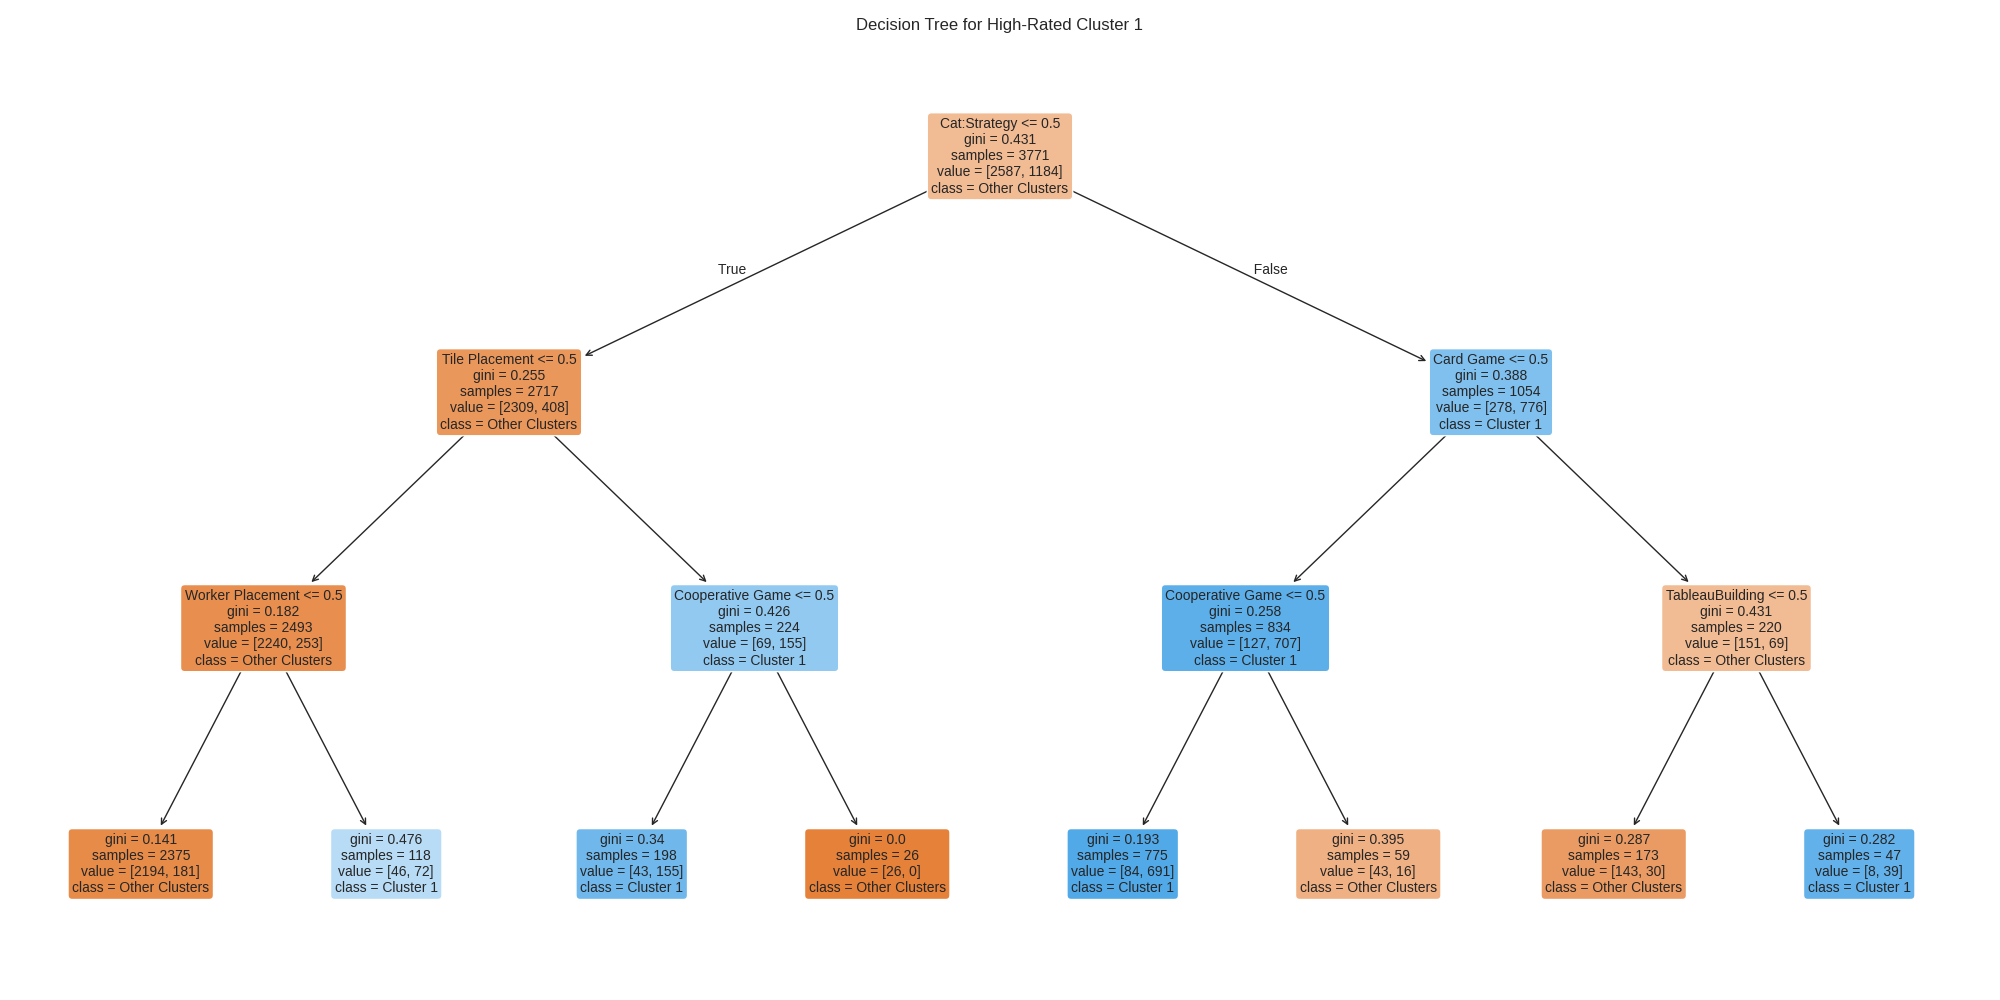 Decision Tree for High-Rated Cluster 1
Cat:Strategy <= 0.5
gini = 0.431
samples = 3771
value = [2587, 1184]
class = Other Clusters
True
False
Tile Placement <= 0.5
gini = 0.255
samples = 2717
value = [2309, 408]
class = Other Clusters
Card Game <= 0.5
gini = 0.388
samples = 1054
value = [278, 776]
class = Cluster 1
Worker Placement <= 0.5
gini = 0.182
samples = 2493
value = [2240, 253]
class = Other Clusters
Cooperative Game <= 0.5
gini = 0.426
samples = 224
value = [69, 155]
class = Cluster 1
Cooperative Game <= 0.5
gini = 0.258
samples = 834
value = [127, 707]
class = Cluster 1
TableauBuilding <= 0.5
gini = 0.431
samples = 220
value = [151, 69]
class = Other Clusters
gini = 0.141
samples = 2375
value = [2194, 181]
class = Other Clusters
gini = 0.476
samples = 118
value = [46, 72]
class = Cluster 1
gini = 0.34
samples = 198
value = [43, 155]
class = Cluster 1
gini = 0.0
samples = 26
value = [26, 0]
class = Other Clusters
gini = 0.193
samples = 775
value = [84, 691]
class = Cluster 1
gini = 0.395
samples = 59
value = [43, 16]
class = Other Clusters
gini = 0.287
samples = 173
value = [143, 30]
class = Other Clusters
gini = 0.282
samples = 47
value = [8, 39]
class = Cluster 1